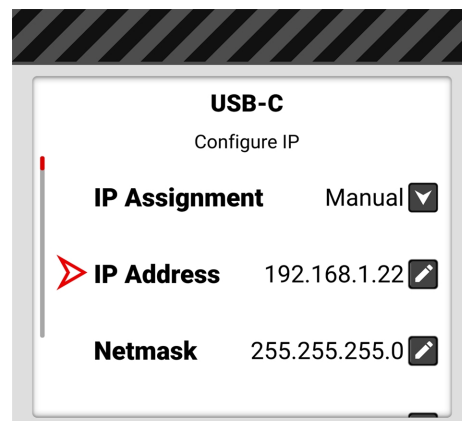 USB-C
Configure IP
IP Assignment Manual
IP Address 192.168.1.22
Netmask 255.255.255.0